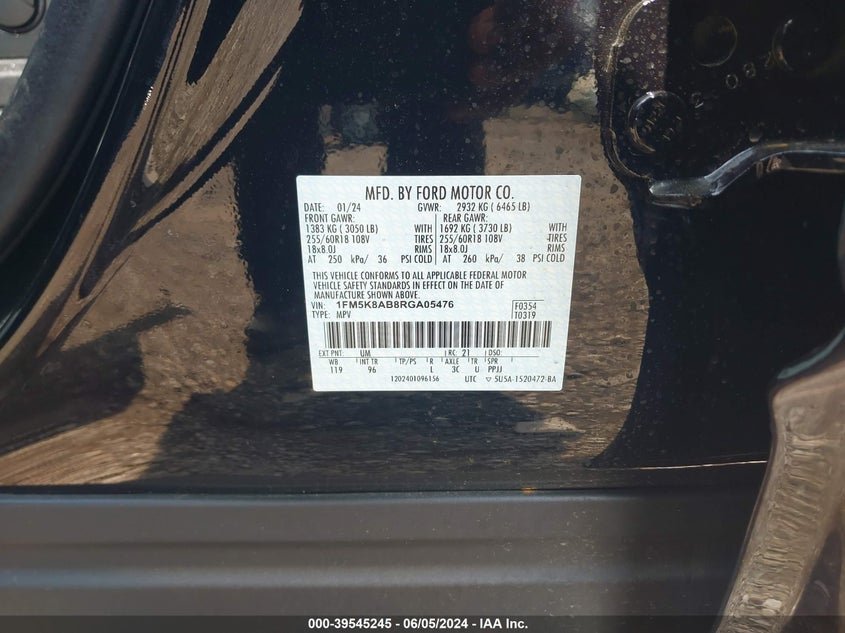 MFD. BY FORD MOTOR CO.
DATE: 01/24 GVWR: 2932 KG ( 6465 LB)
FRONT GAWR: REAR GAWR:
1383 KG ( 3050 LB) WITH 1692 KG ( 3730 LB) WITH
255/60R18 108V TIRES 255/60R18 108V TIRES
18x8.0J RIMS 18x8.0J RIMS
AT 250 kPa/ 36 PSI COLD AT 260 kPa/ 38 PSI COLD
THIS VEHICLE CONFORMS TO ALL APPLICABLE FEDERAL MOTOR
VEHICLE SAFETY STANDARDS IN EFFECT ON THE DATE OF
MANUFACTURE SHOWN ABOVE.
VIN: 1FM5K8AB8RGA05476 F0354
TYPE: MPV T0319
EXT PNT: UM RC: 21 DSO:
WB INT TR TP/PS R AXLE TR SPR
119 96 L 3C U PPJJ
1202401096156 UTC ▽ 5U5A-1520472-BA
000-39545245 - 06/05/2024 - IAA Inc.